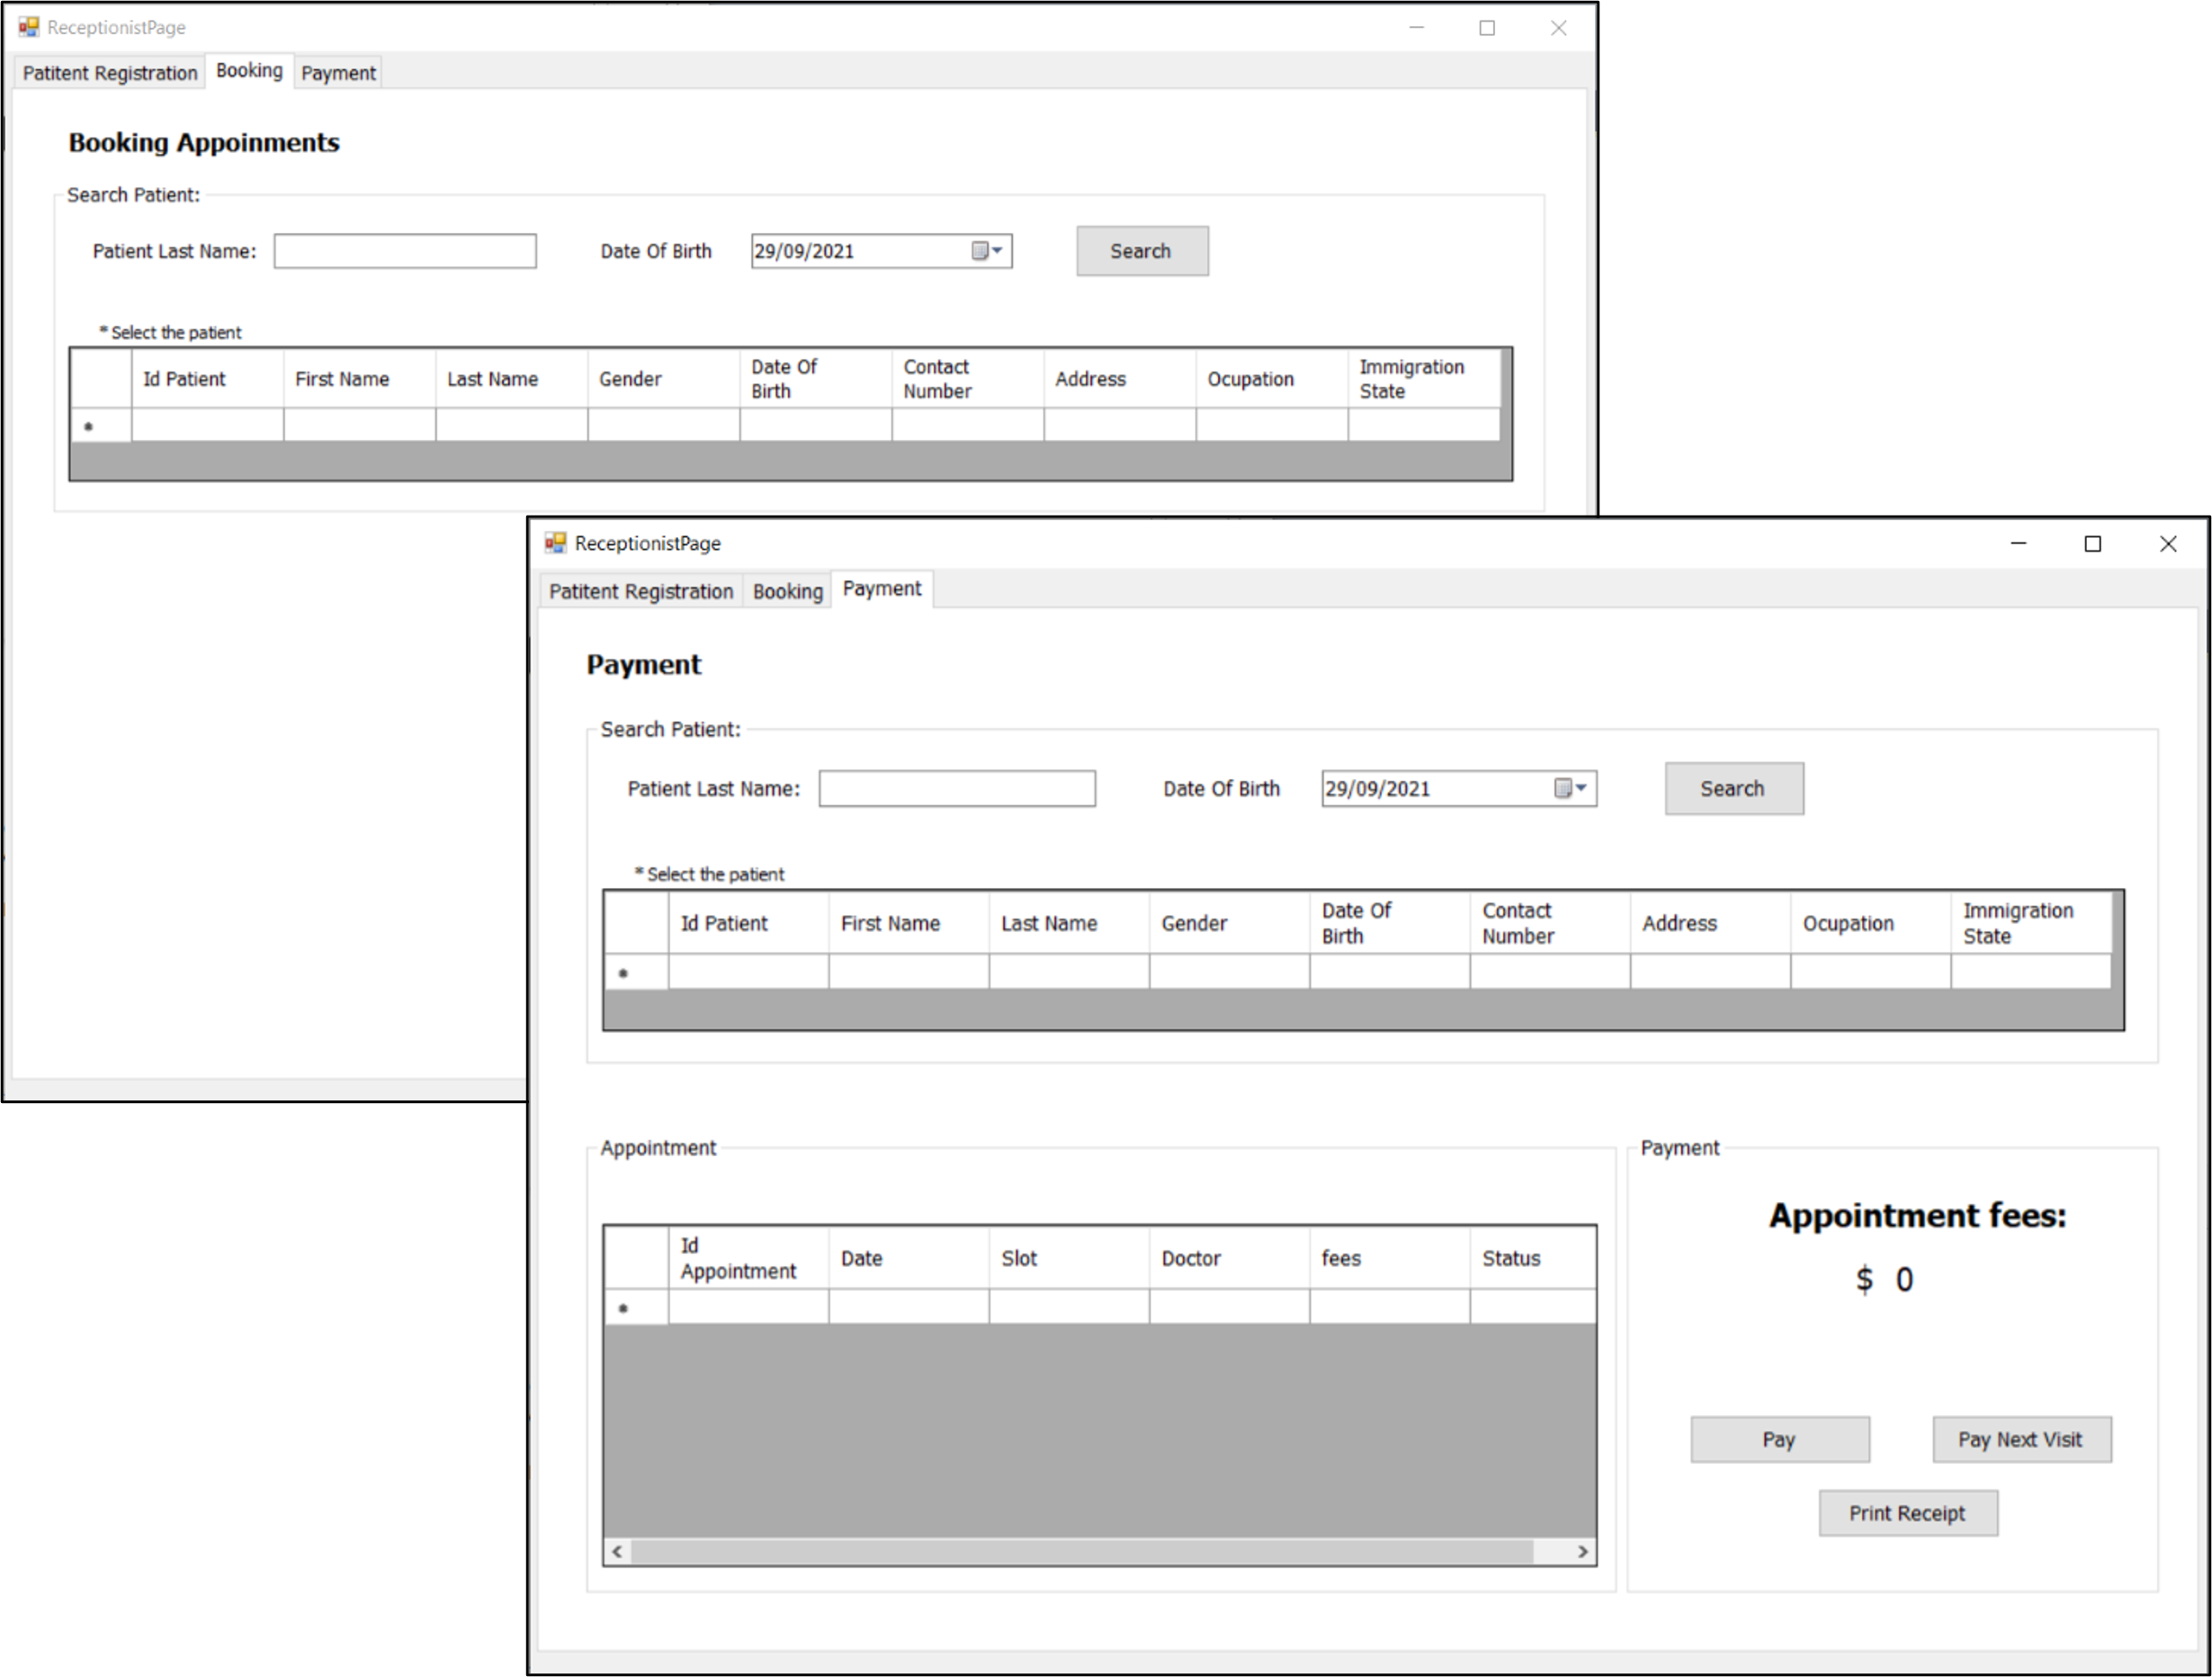 ReceptionistPage
Patitent Registration Booking Payment
Booking Appoinments
Search Patient:
Patient Last Name: Date Of Birth 29/09/2021 Search
* Select the patient
Id Patient First Name Last Name Gender Date Of Birth Contact Number Address Ocupation Immigration State
*
ReceptionistPage
Patitent Registration Booking Payment
Payment
Search Patient:
Patient Last Name: Date Of Birth 29/09/2021 Search
* Select the patient
Id Patient First Name Last Name Gender Date Of Birth Contact Number Address Ocupation Immigration State
*
Appointment
Id Appointment Date Slot Doctor fees Status
*
Payment
Appointment fees:
$ 0
Pay Pay Next Visit
Print Receipt